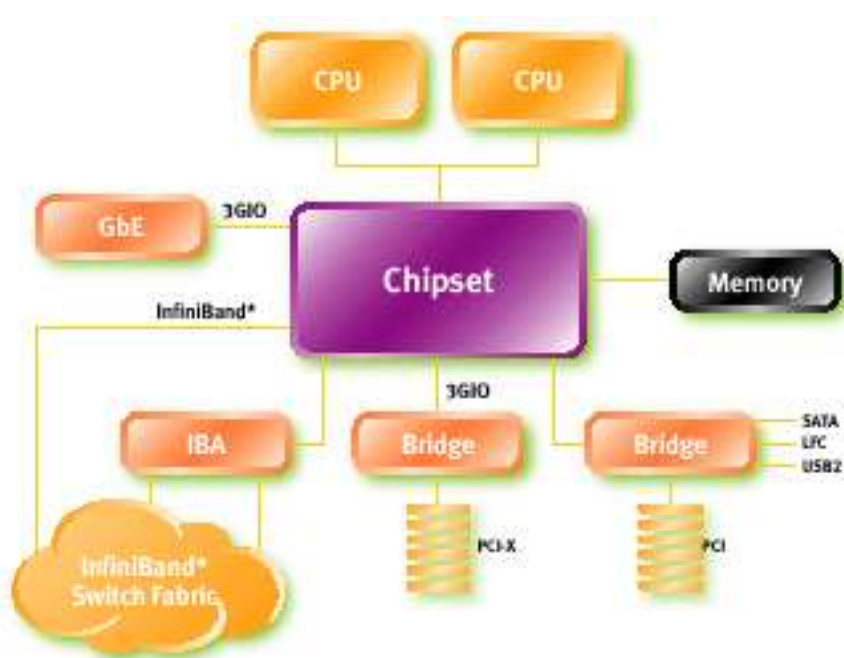 CPU
CPU
3GIO
GbE
Chipset
Memory
InfiniBand*
3GIO
IBA
Bridge
Bridge
SATA
LPC
USB2
PCI-X
PCI
InfiniBand*
Switch Fabric